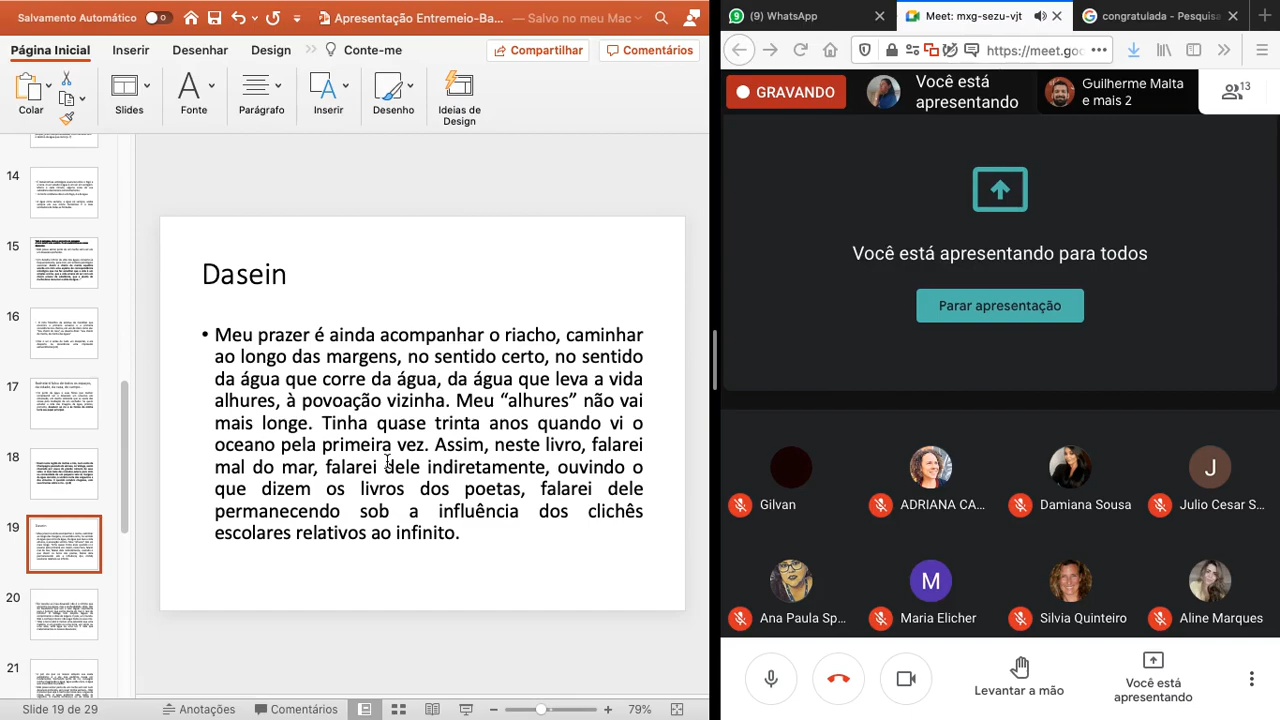 Salvamento Automático
Apresentação Entremeio-Ba... — Salvo no meu Mac
Página Inicial
Inserir
Desenhar
Design
Conte-me
Compartilhar
Comentários
Colar
Slides
Fonte
Parágrafo
Inserir
Desenho
Ideias de
Design
14
15
16
17
18
19
20
21
Dasein
• Meu prazer é ainda acompanhar o riacho, caminhar
ao longo das margens, no sentido certo, no sentido
da água que corre da água, da água que leva a vida
alhures, à povoação vizinha. Meu “alhures” não vai
mais longe. Tinha quase trinta anos quando vi o
oceano pela primeira vez. Assim, neste livro, falarei
mal do mar, falarei dele indiretamente, ouvindo o
que dizem os livros dos poetas, falarei dele
permanecendo sob a influência dos clichês
escolares relativos ao infinito.
Slide 19 de 29
Anotações
Comentários
79%
(9) WhatsApp
Meet: mxg-sezu-vjt
congratulada - Pesquisa
https://meet.goo
GRAVANDO
Você está
apresentando
Guilherme Malta
e mais 2
13
Você está apresentando para todos
Parar apresentação
Gilvan
ADRIANA CA...
Damiana Sousa
J
Julio Cesar S...
Ana Paula Sp...
M
Maria Elicher
Silvia Quinteiro
Aline Marques
Levantar a mão
Você está
apresentando